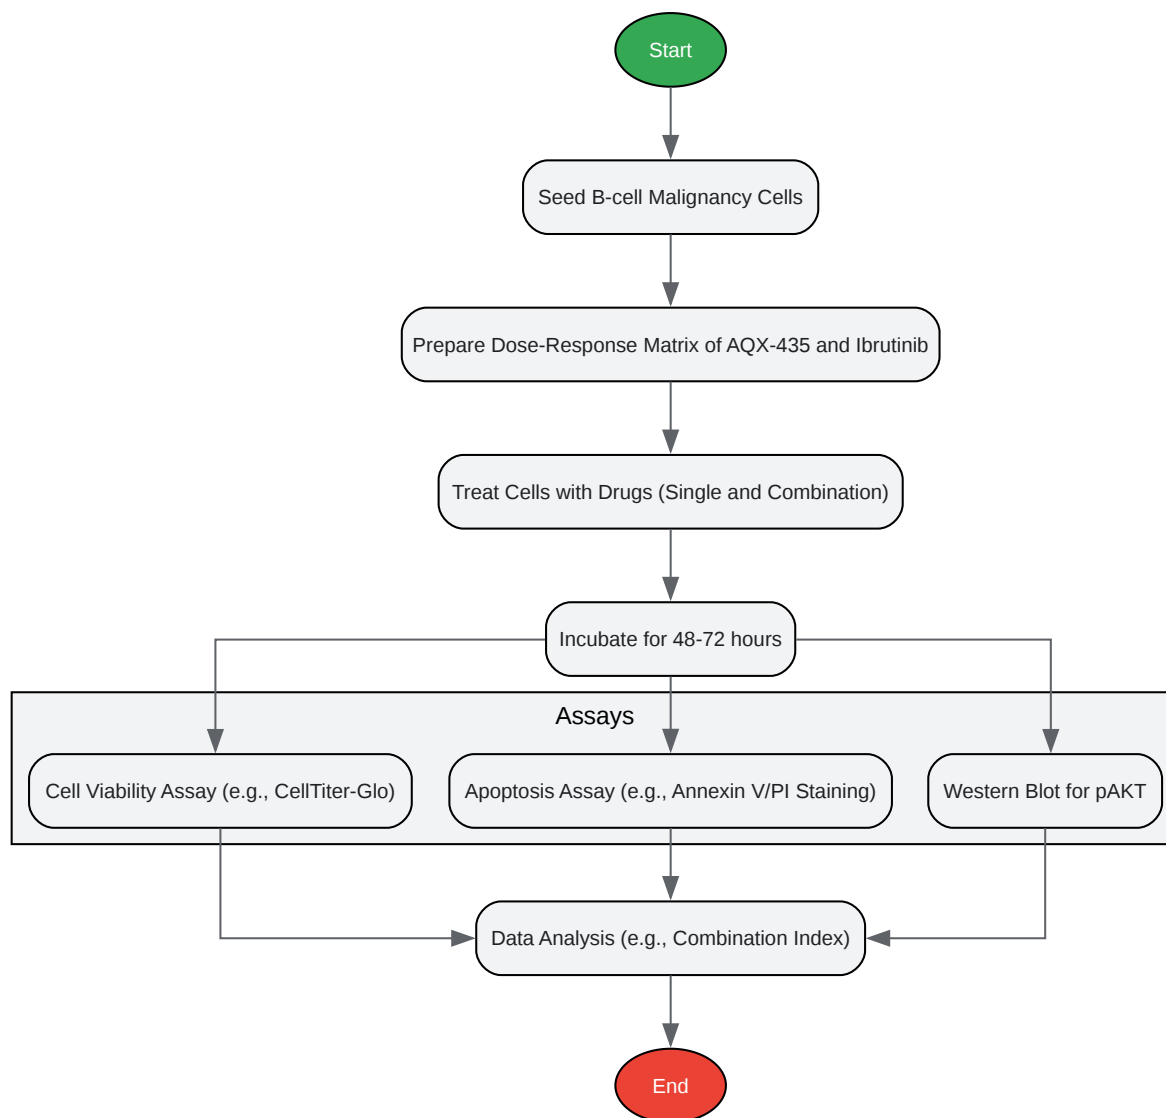 Start
Seed B-cell Malignancy Cells
Prepare Dose-Response Matrix of AQX-435 and Ibrutinib
Treat Cells with Drugs (Single and Combination)
Incubate for 48-72 hours
Assays
Cell Viability Assay (e.g., CellTiter-Glo)
Apoptosis Assay (e.g., Annexin V/PI Staining)
Western Blot for pAKT
Data Analysis (e.g., Combination Index)
End